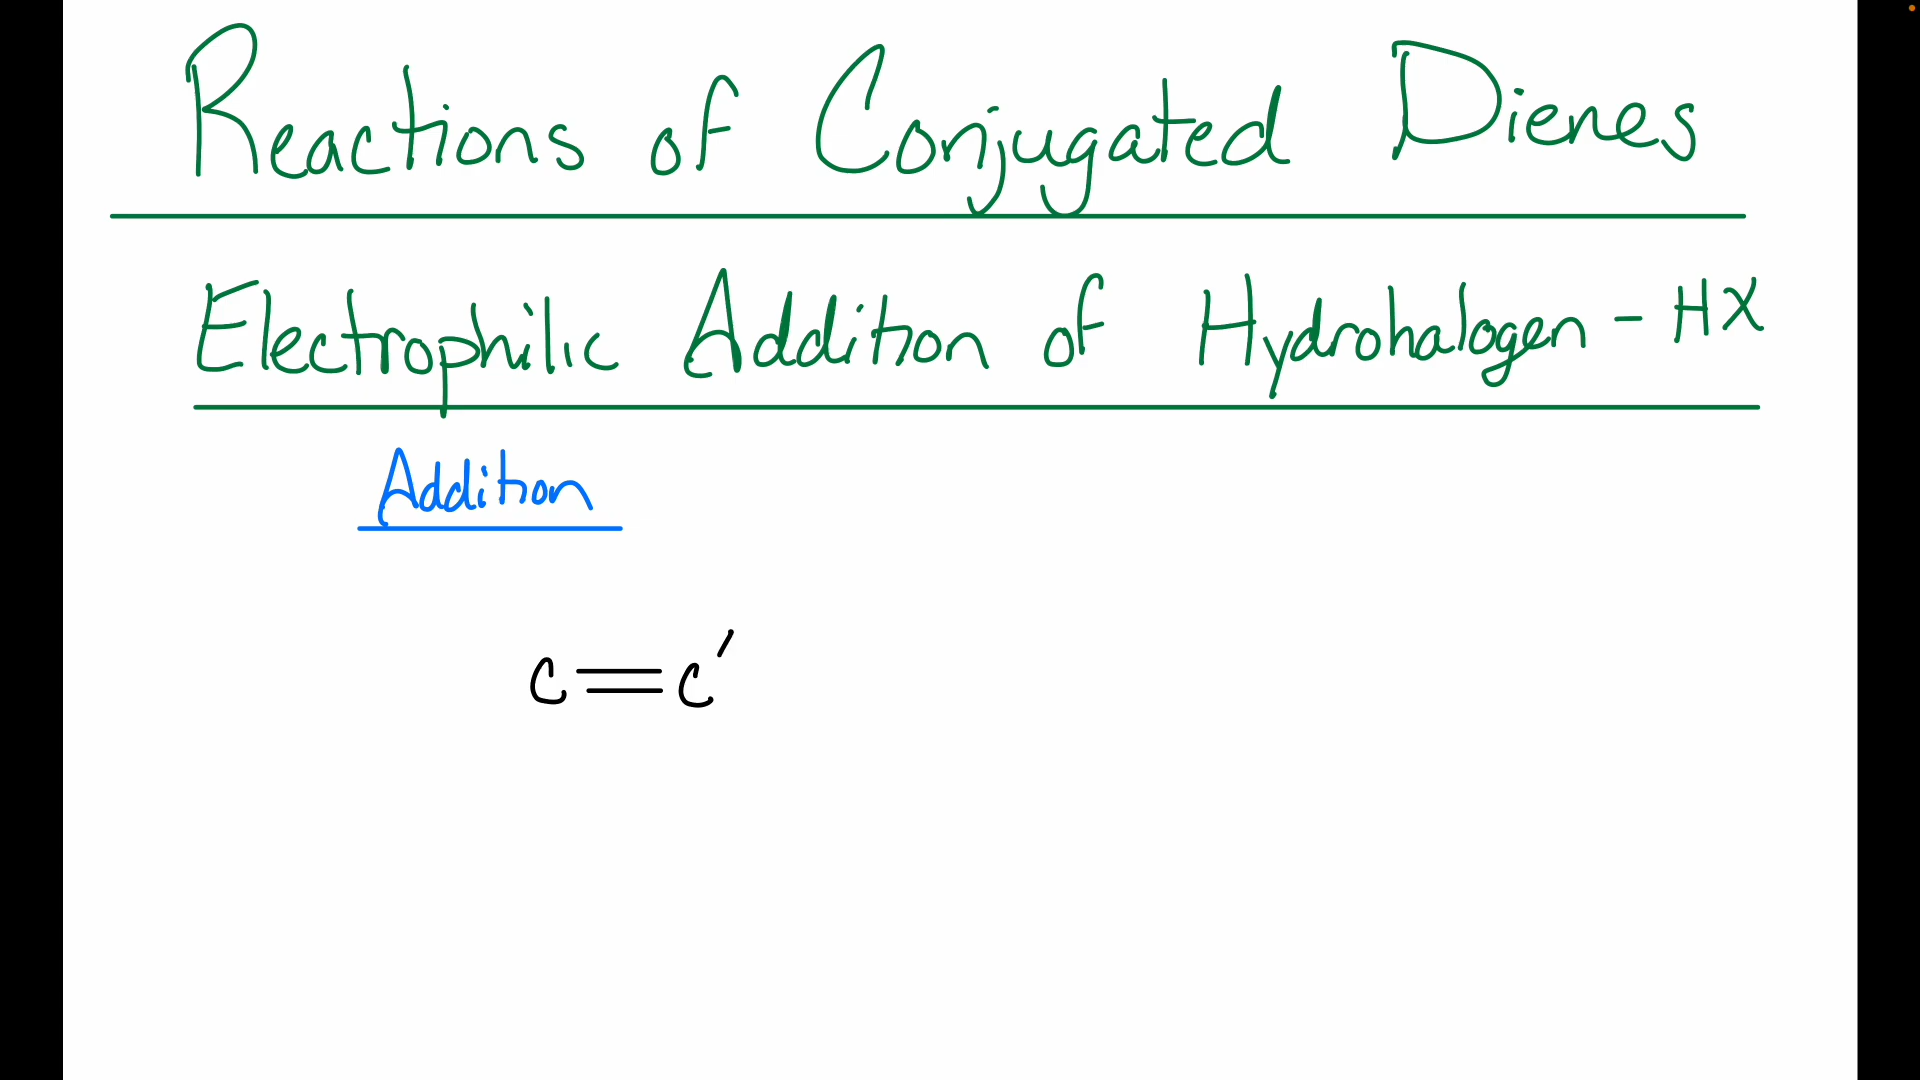 Reactions of Conjugated Dienes
Electrophilic Addition of Hydrohalogen - HX
Addition
C=C